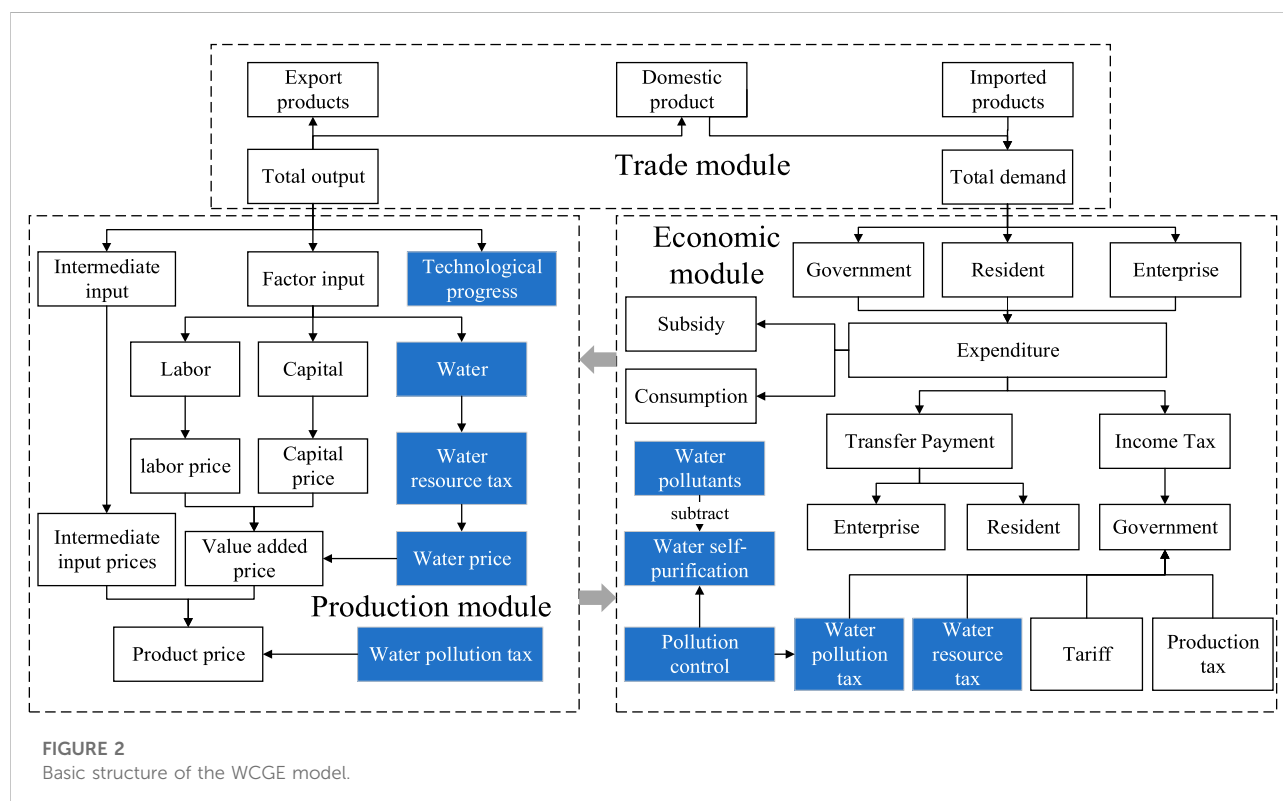 Export
products
Domestic
product
Imported
products
Total output
Trade module
Total demand
Intermediate
input
Factor input
Technological
progress
Labor
Capital
Water
labor price
Capital
price
Water
resource tax
Intermediate
input prices
Value added
price
Water price
Production module
Product price
Water pollution tax
Economic
module
Government
Resident
Enterprise
Subsidy
Expenditure
Consumption
Transfer Payment
Income Tax
Water
pollutants
subtract
Enterprise
Resident
Government
Water self-
purification
Pollution
control
Water
pollution
tax
Water
resource
tax
Tariff
Production
tax
FIGURE 2
Basic structure of the WCGE model.